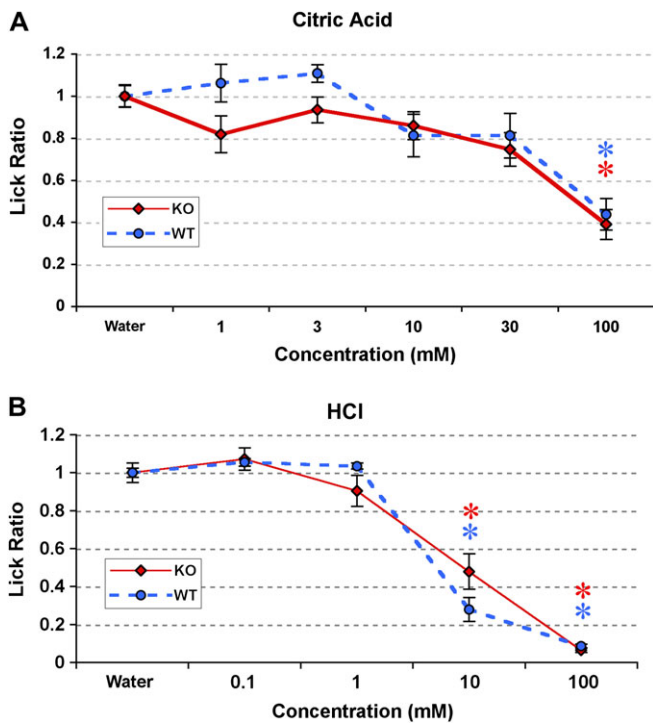 A
Citric Acid
1.2
1
0.8
0.6
0.4
0.2
0
Lick Ratio
KO
WT
*
*
Water 1 3 10 30 100
Concentration (mM)
B
HCl
1.2
1
0.8
0.6
0.4
0.2
0
Lick Ratio
KO
WT
*
*
*
*
Water 0.1 1 10 100
Concentration (mM)